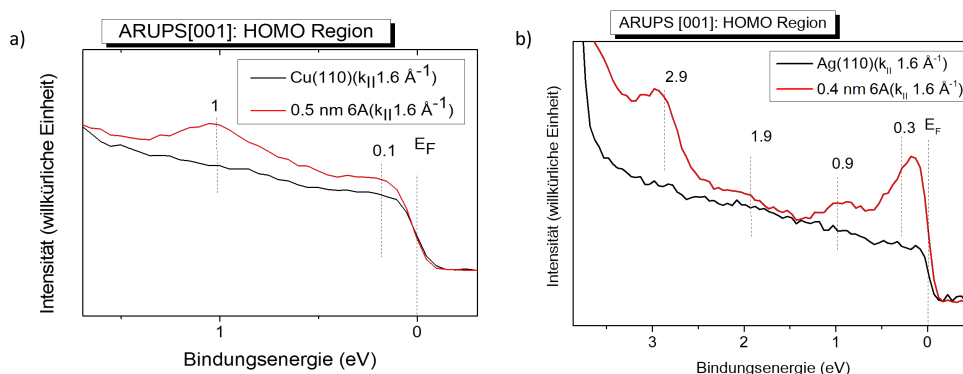 a)
ARUPS[001]: HOMO Region
Cu(110)(k|| 1.6 Å⁻¹)
0.5 nm 6A(k|| 1.6 Å⁻¹)
1
0.1
EF
Intensität (willkürliche Einheit)
1
0
Bindungsenergie (eV)
b)
ARUPS [001]: HOMO Region
Ag(110)(k|| 1.6 Å⁻¹)
0.4 nm 6A(k|| 1.6 Å⁻¹)
2.9
1.9
0.9
0.3
EF
Intensität (willkürliche Einheit)
3
2
1
0
Bindungsenergie (eV)